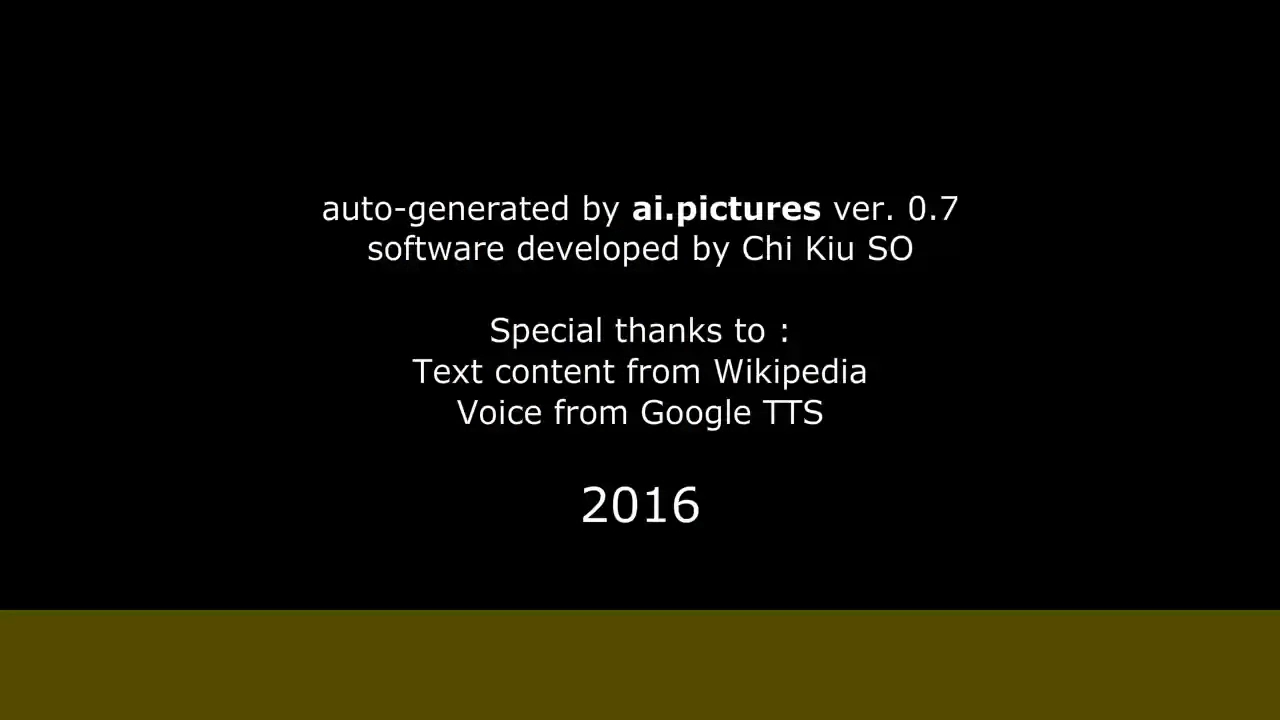 auto-generated by ai.pictures ver. 0.7
software developed by Chi Kiu SO
Special thanks to :
Text content from Wikipedia
Voice from Google TTS
2016